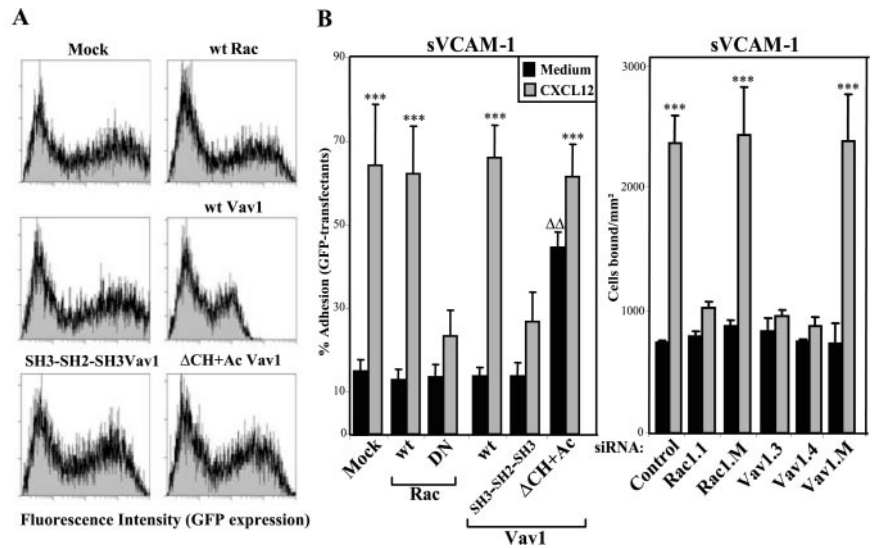 A
Mock
wt Rac
wt Vav1
SH3-SH2-SH3Vav1
ΔCH+Ac Vav1
Fluorescence Intensity (GFP expression)
B
sVCAM-1
Medium
CXCL12
% Adhesion (GFP-transfectants)
90
70
50
30
10
0
***
***
***
***
ΔΔ
Mock
wt
DN
wt
SH3-SH2-SH3
ΔCH+Ac
Rac
Vav1
sVCAM-1
Cells bound/mm²
3000
2000
1000
0
***
***
***
siRNA:
Control
Rac1.1
Rac1.M
Vav1.3
Vav1.4
Vav1.M